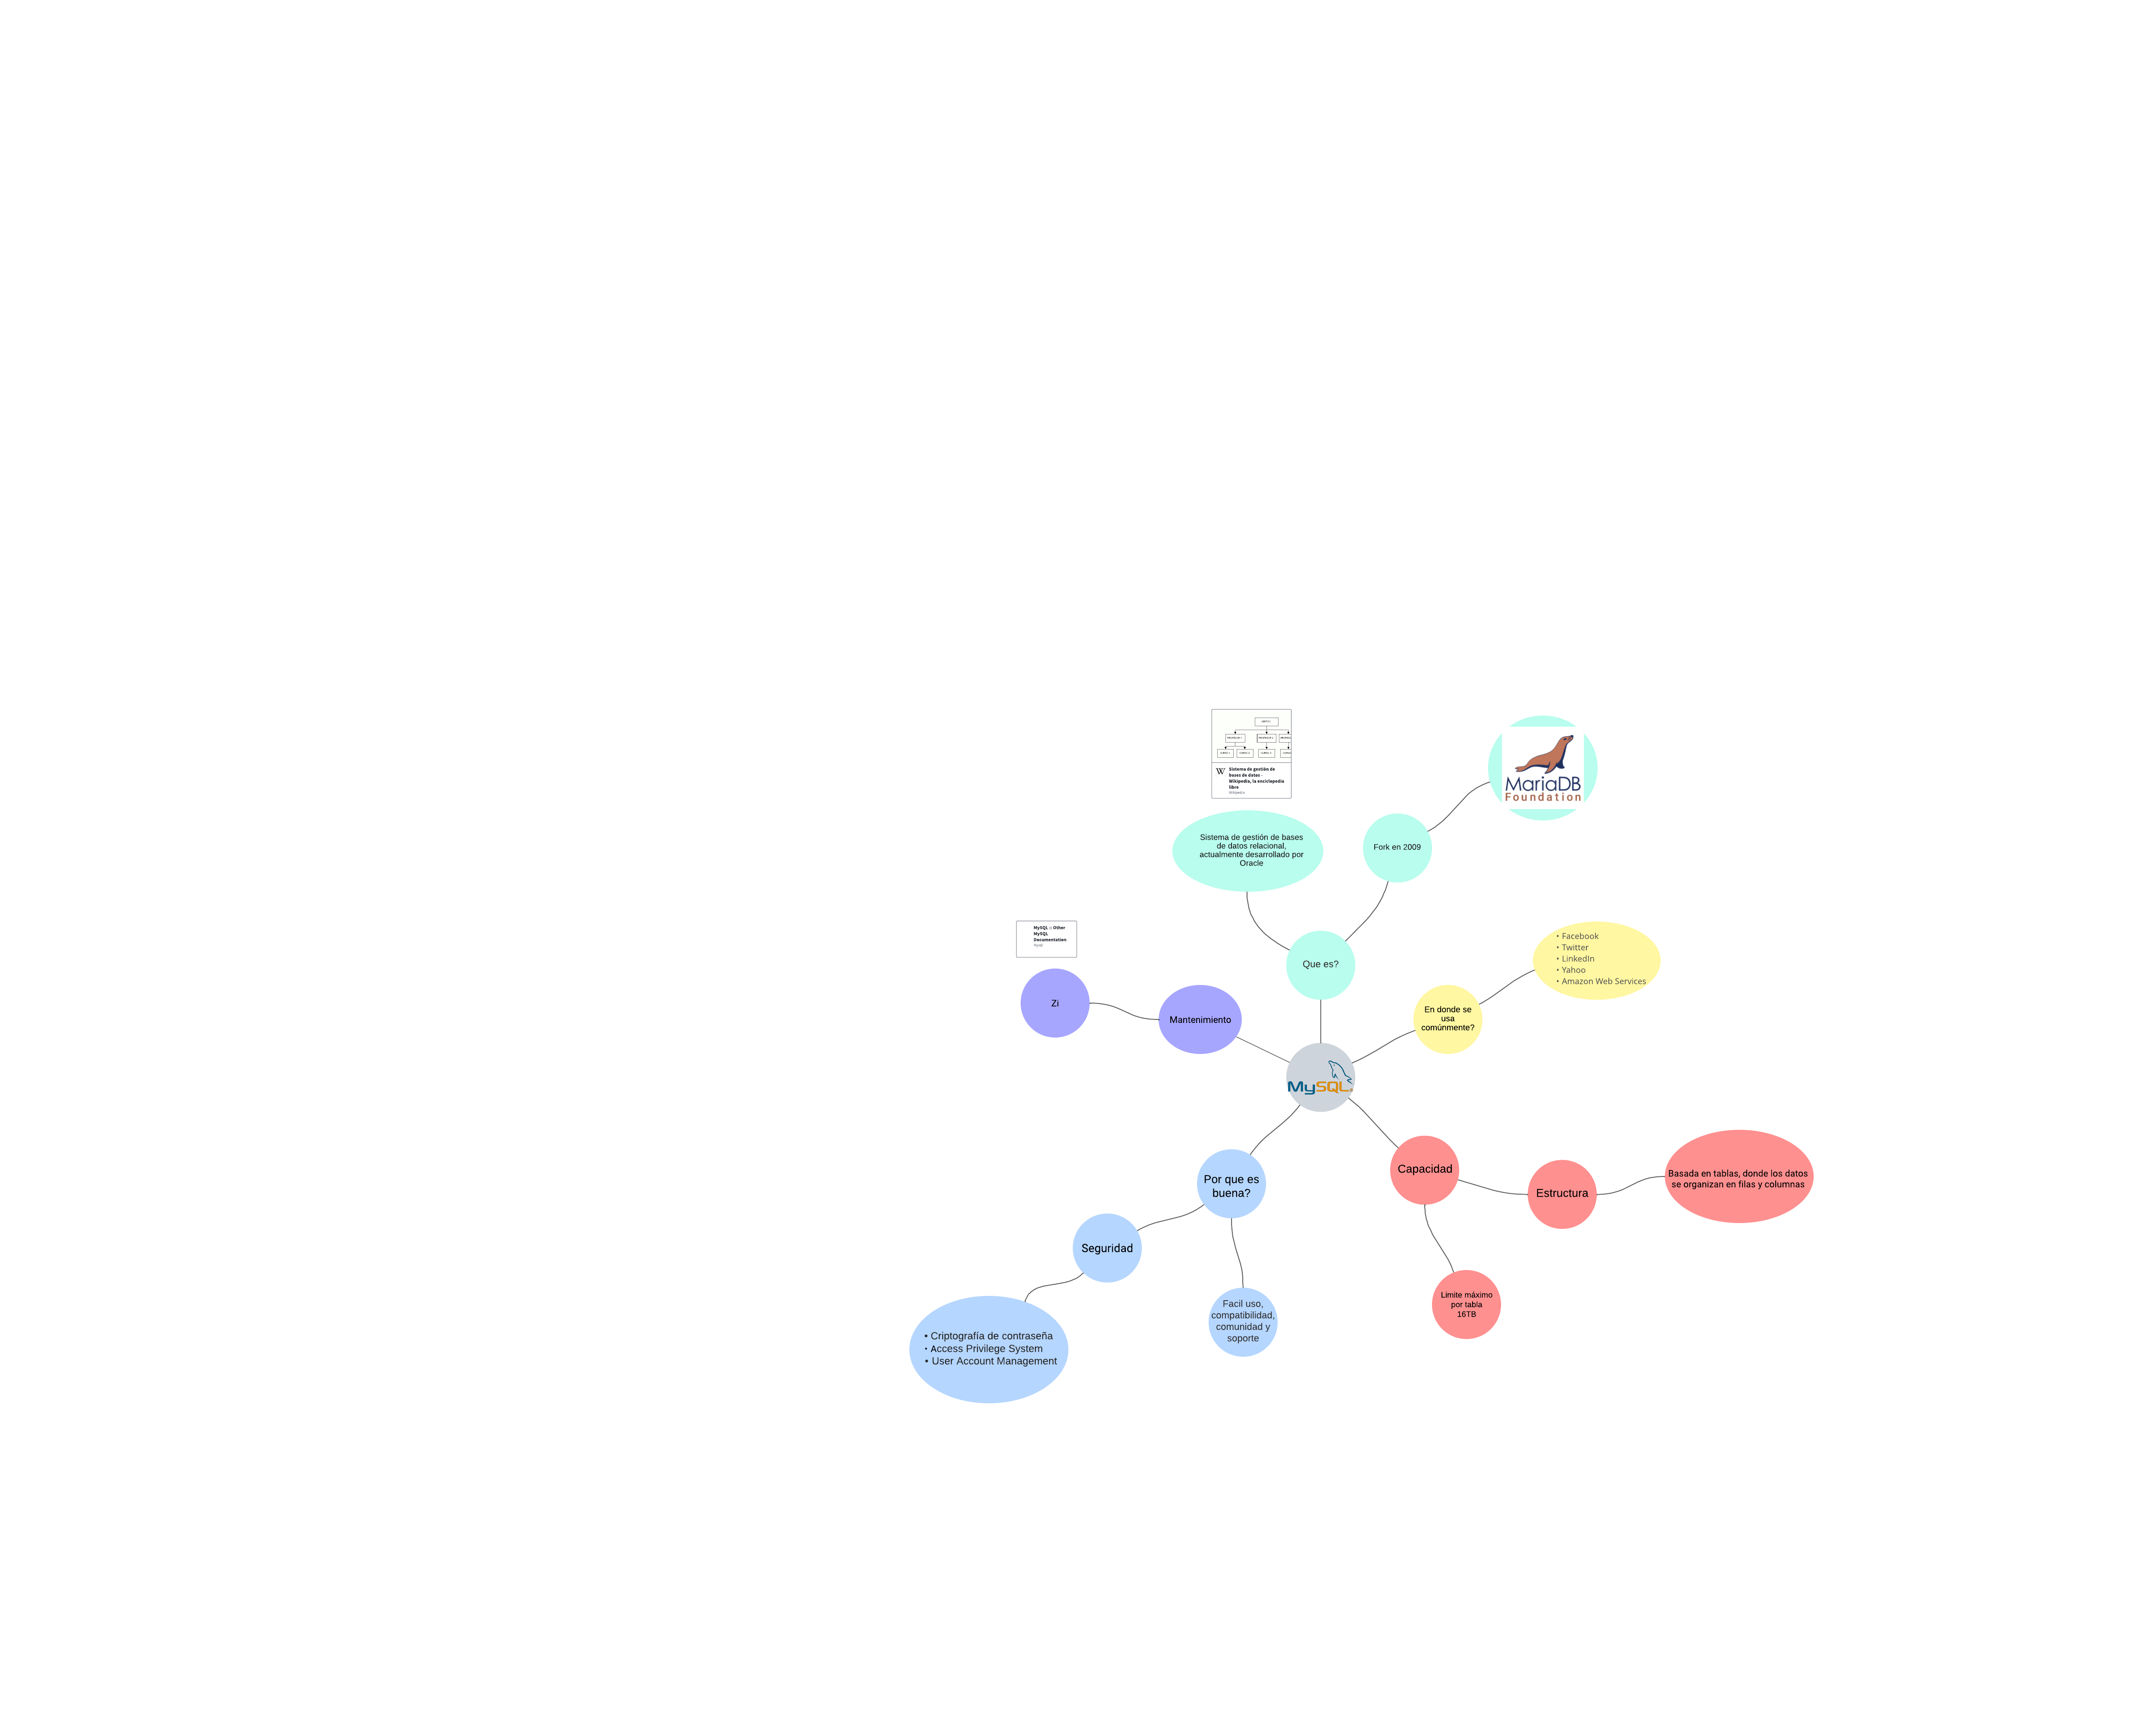 Sistema de gestión de
bases de datos -
Wikipedia, la enciclopedia
libre
Wikipedia
MariaDB
Foundation
Sistema de gestión de bases
de datos relacional,
actualmente desarrollado por
Oracle
Fork en 2009
MySQL :: Other
MySQL
Documentation
Que es?
• Facebook
• Twitter
• LinkedIn
• Yahoo
• Amazon Web Services
Zi
Mantenimiento
En donde se
usa
comúnmente?
MySQL
Por que es
buena?
Capacidad
Estructura
Basada en tablas, donde los datos
se organizan en filas y columnas
Seguridad
Facil uso,
compatibilidad,
comunidad y
soporte
Limite máximo
por tabla
16TB
• Criptografía de contraseña
• Access Privilege System
• User Account Management